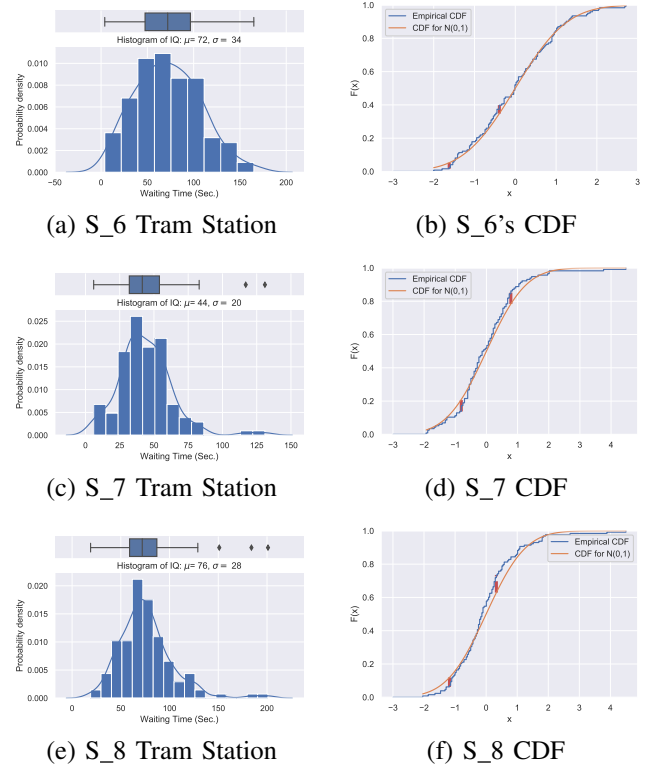 Histogram of IQ: μ= 72, σ = 34
Probability density
0.010
0.008
0.006
0.004
0.002
0.000
−50 0 50 100 150 200
Waiting Time (Sec.)
(a) S_6 Tram Station
Empirical CDF
CDF for N(0,1)
F(x)
1.0
0.8
0.6
0.4
0.2
0.0
−3 −2 −1 0 1 2 3
x
(b) S_6's CDF
Histogram of IQ: μ= 44, σ = 20
Probability density
0.025
0.020
0.015
0.010
0.005
0.000
0 25 50 75 100 125 150
Waiting Time (Sec.)
(c) S_7 Tram Station
Empirical CDF
CDF for N(0,1)
F(x)
1.0
0.8
0.6
0.4
0.2
0.0
−3 −2 −1 0 1 2 3 4
x
(d) S_7 CDF
Histogram of IQ: μ= 76, σ = 28
Probability density
0.020
0.015
0.010
0.005
0.000
0 50 100 150 200
Waiting Time (Sec.)
(e) S_8 Tram Station
Empirical CDF
CDF for N(0,1)
F(x)
1.0
0.8
0.6
0.4
0.2
0.0
−3 −2 −1 0 1 2 3 4
x
(f) S_8 CDF